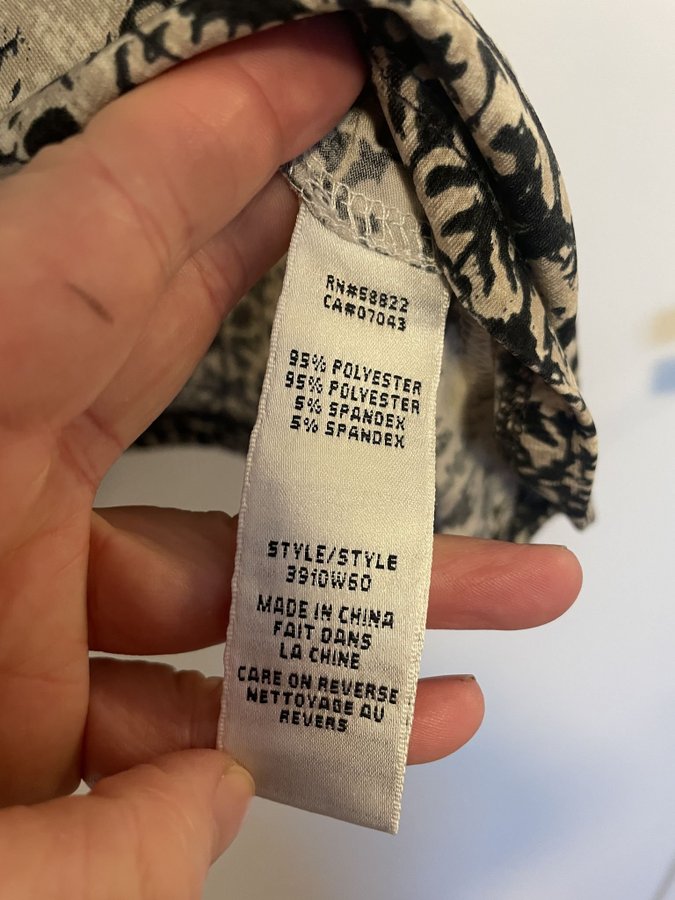 RN#58822
CA#07043
95% POLYESTER
95% POLYESTER
5% SPANDEX
5% SPANDEX
STYLE/STYLE
3910W60
MADE IN CHINA
FAIT DANS
LA CHINE
CARE ON REVERSE
NETTOYAGE AU
REVERS